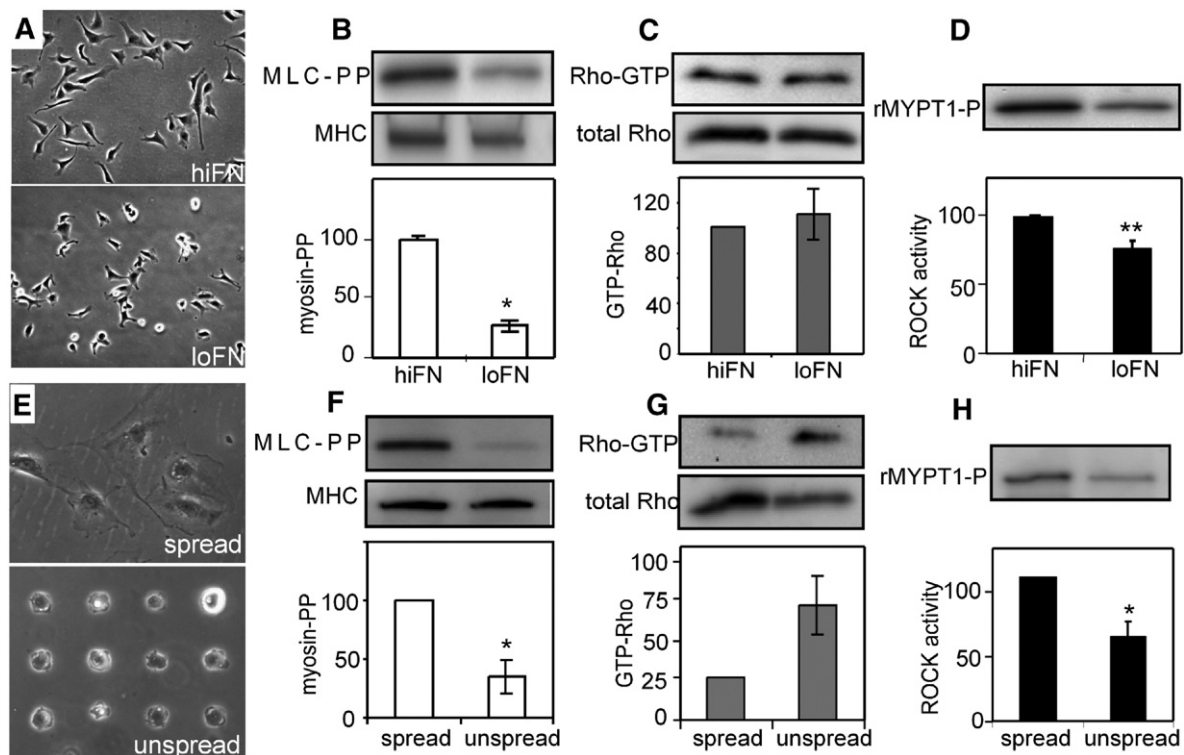 A
hiFN
loFN
B
MLC-PP
MHC
myosin-PP
100
50
0
*
hiFN loFN
C
Rho-GTP
total Rho
GTP-Rho
120
80
40
0
hiFN loFN
D
rMYPT1-P
ROCK activity
100
50
0
**
hiFN loFN
E
spread
unspread
F
MLC-PP
MHC
myosin-PP
100
50
0
*
spread unspread
G
Rho-GTP
total Rho
GTP-Rho
100
75
50
25
0
spread unspread
H
rMYPT1-P
ROCK activity
100
50
0
*
spread unspread